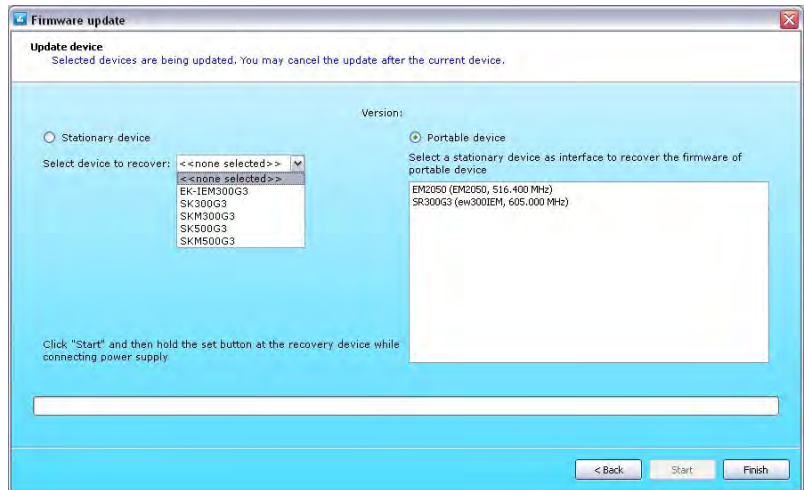 Firmware update
Update device
Selected devices are being updated. You may cancel the update after the current device.
Version:
Stationary device
Portable device
Select device to recover: <<none selected>>
<<none selected>>
EK-IEM300G3
SK300G3
SKM300G3
SK500G3
SKM500G3
Select a stationary device as interface to recover the firmware of
portable device
EM2050 (EM2050, 516.400 MHz)
SR300G3 (ew300IEM, 605.000 MHz)
Click "Start" and then hold the set button at the recovery device while
connecting power supply
< Back
Start
Finish